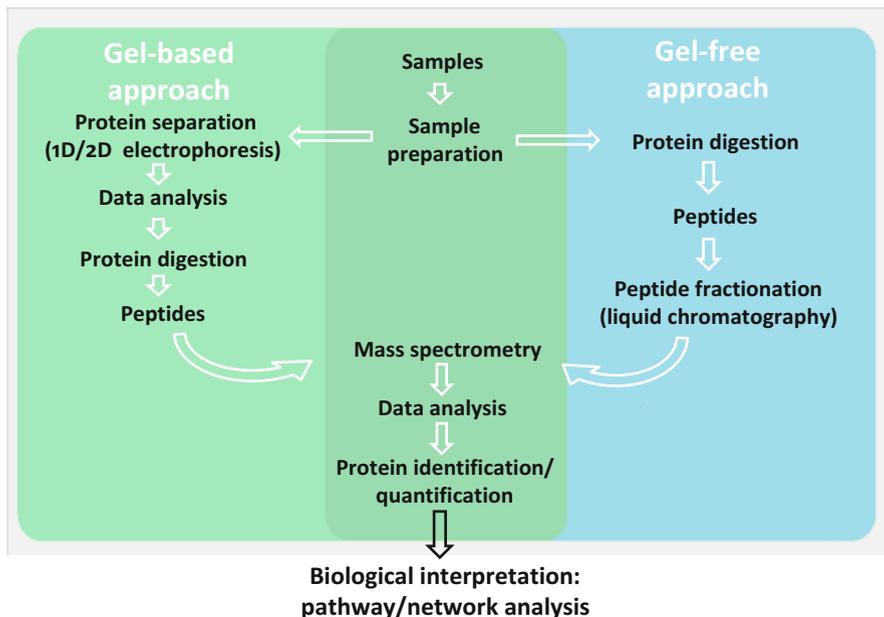 Gel-based
approach
Protein separation
(1D/2D electrophoresis)
Data analysis
Protein digestion
Peptides
Samples
Sample
preparation
Mass spectrometry
Data analysis
Protein identification/
quantification
Gel-free
approach
Protein digestion
Peptides
Peptide fractionation
(liquid chromatography)
Biological interpretation:
pathway/network analysis